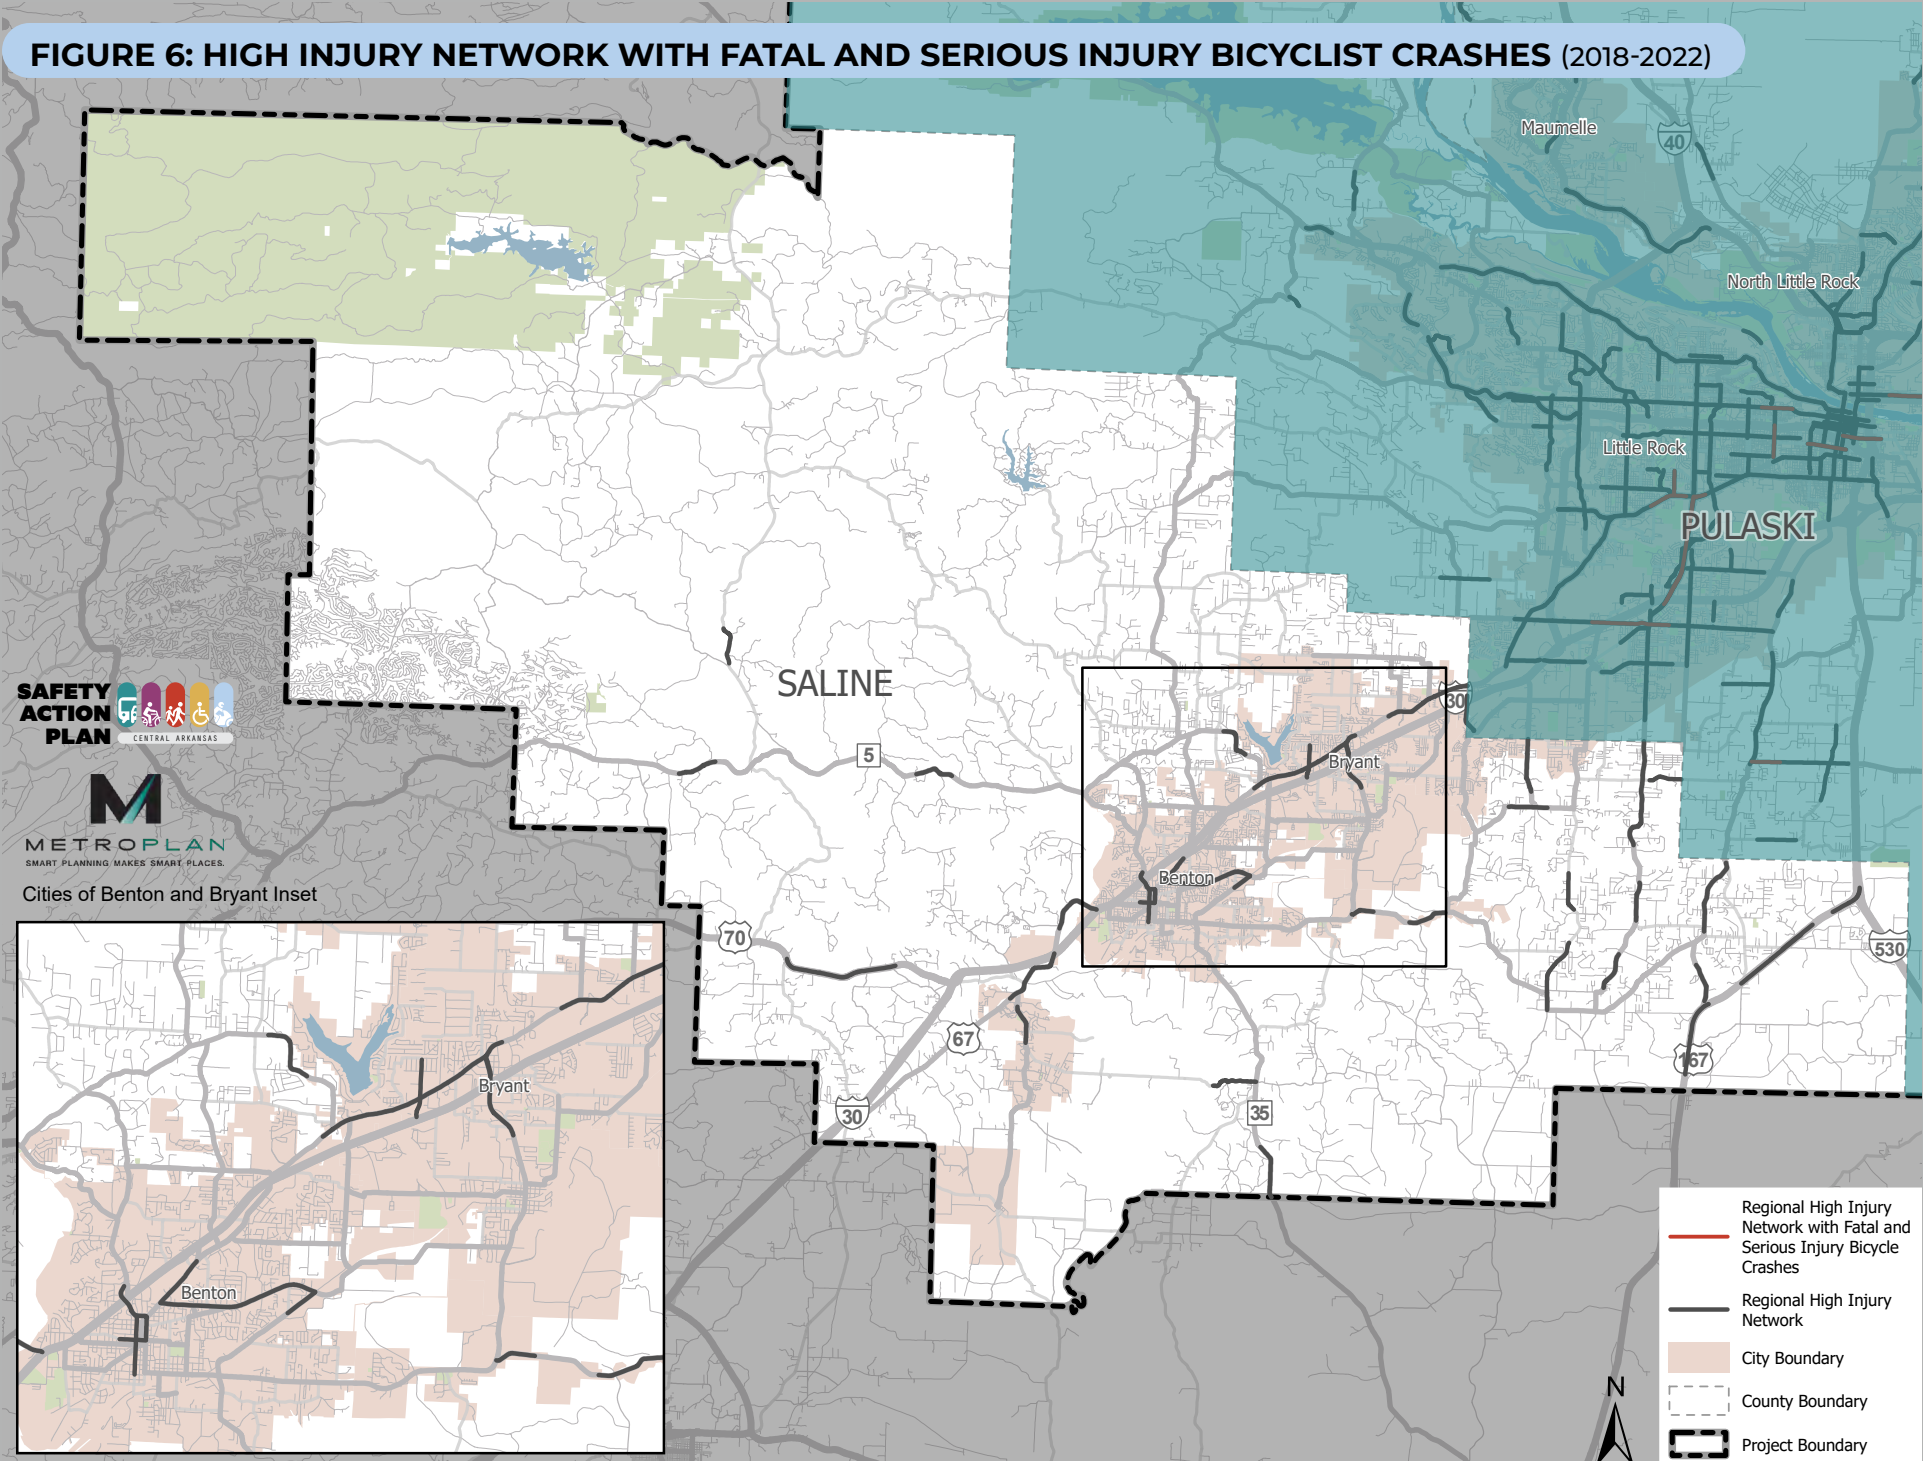 FIGURE 6: HIGH INJURY NETWORK WITH FATAL AND SERIOUS INJURY BICYCLIST CRASHES (2018-2022)
Maumelle
40
North Little Rock
Little Rock
PULASKI
SALINE
30
5
Bryant
Benton
70
67
30
35
530
167
SAFETY
ACTION
PLAN
CENTRAL ARKANSAS
METROPLAN
SMART PLANNING MAKES SMART PLACES.
Cities of Benton and Bryant Inset
Bryant
Benton
Regional High Injury
Network with Fatal and
Serious Injury Bicycle
Crashes
Regional High Injury
Network
City Boundary
County Boundary
Project Boundary
N